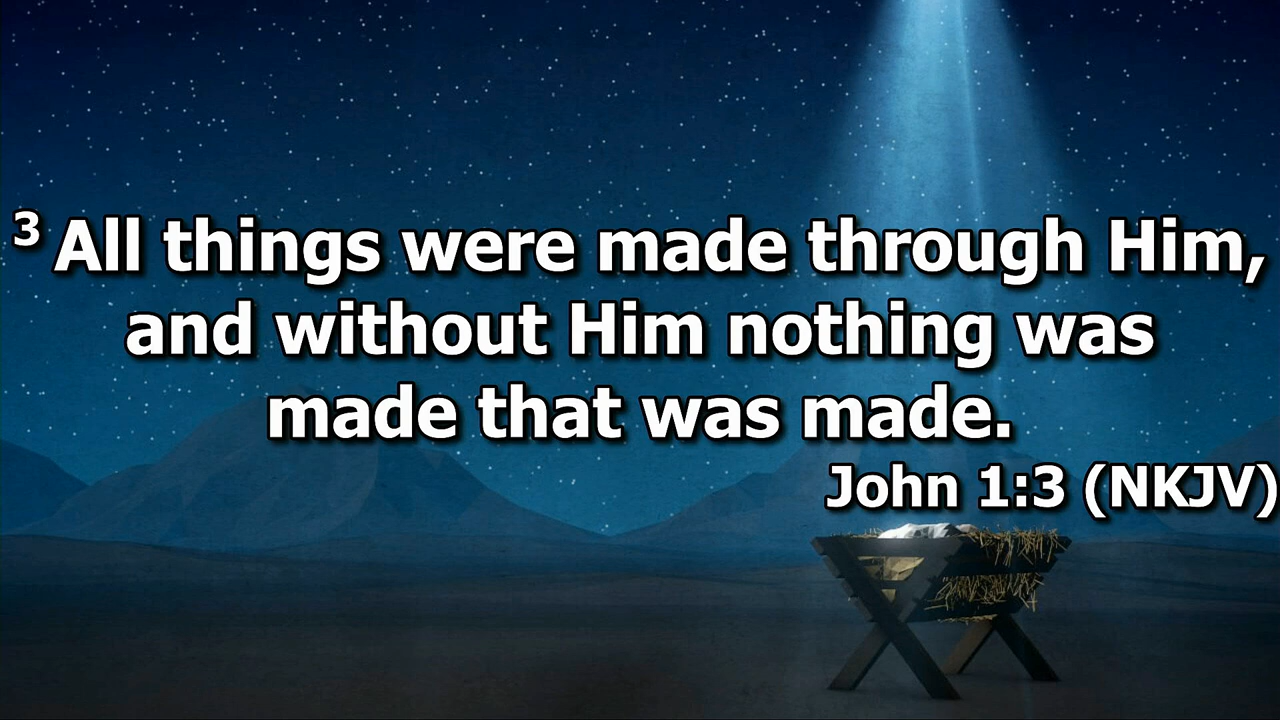 3 All things were made through Him,
and without Him nothing was
made that was made.
John 1:3 (NKJV)